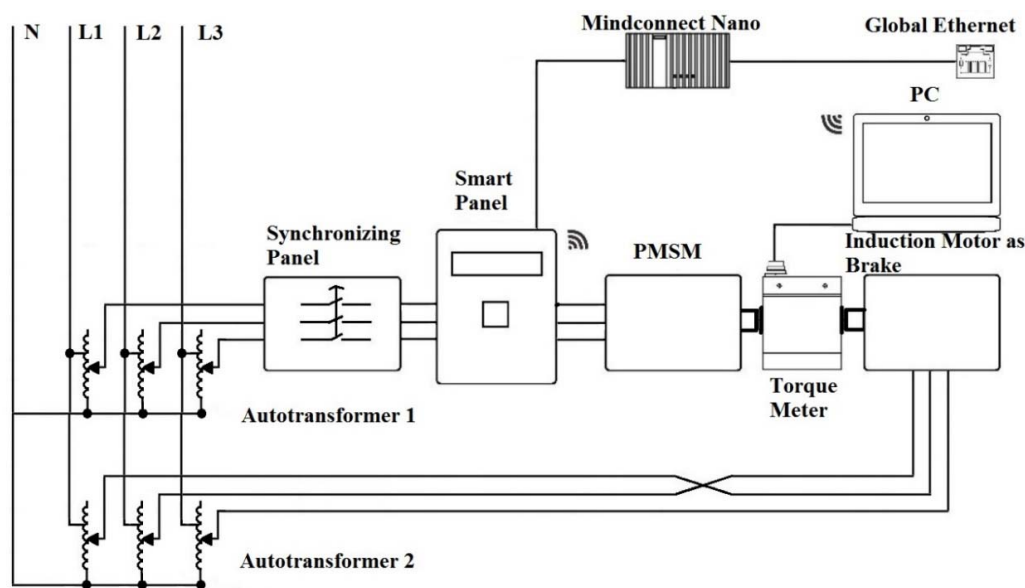 N L1 L2 L3
Mindconnect Nano
Global Ethernet
PC
Smart
Panel
Synchronizing
Panel
PMSM
Induction Motor as
Brake
Torque
Meter
Autotransformer 1
Autotransformer 2